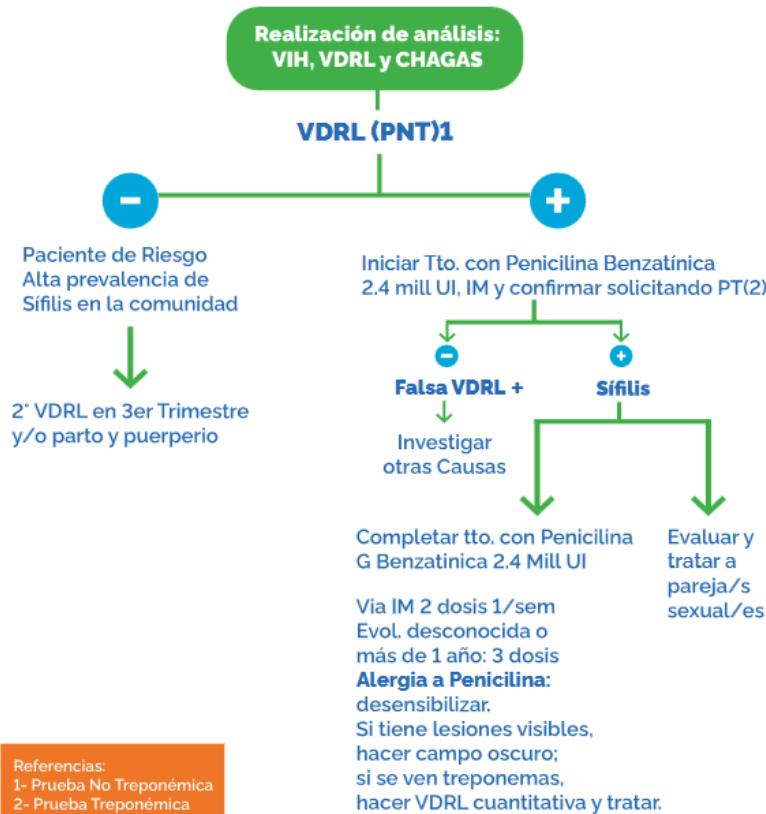 Realización de análisis:
VIH, VDRL y CHAGAS
VDRL (PNT)1
Paciente de Riesgo
Alta prevalencia de
Sífilis en la comunidad
2° VDRL en 3er Trimestre
y/o parto y puerperio
Iniciar Tto. con Penicilina Benzatínica
2.4 mill UI, IM y confirmar solicitando PT(2)
Falsa VDRL +
Investigar
otras Causas
Sífilis
Completar tto. con Penicilina
G Benzatinica 2.4 Mill UI
Via IM 2 dosis 1/sem
Evol. desconocida o
más de 1 año: 3 dosis
Alergia a Penicilina:
desensibilizar.
Si tiene lesiones visibles,
hacer campo oscuro;
si se ven treponemas,
hacer VDRL cuantitativa y tratar.
Evaluar y
tratar a
pareja/s
sexual/es
Referencias:
1- Prueba No Treponémica
2- Prueba Treponémica